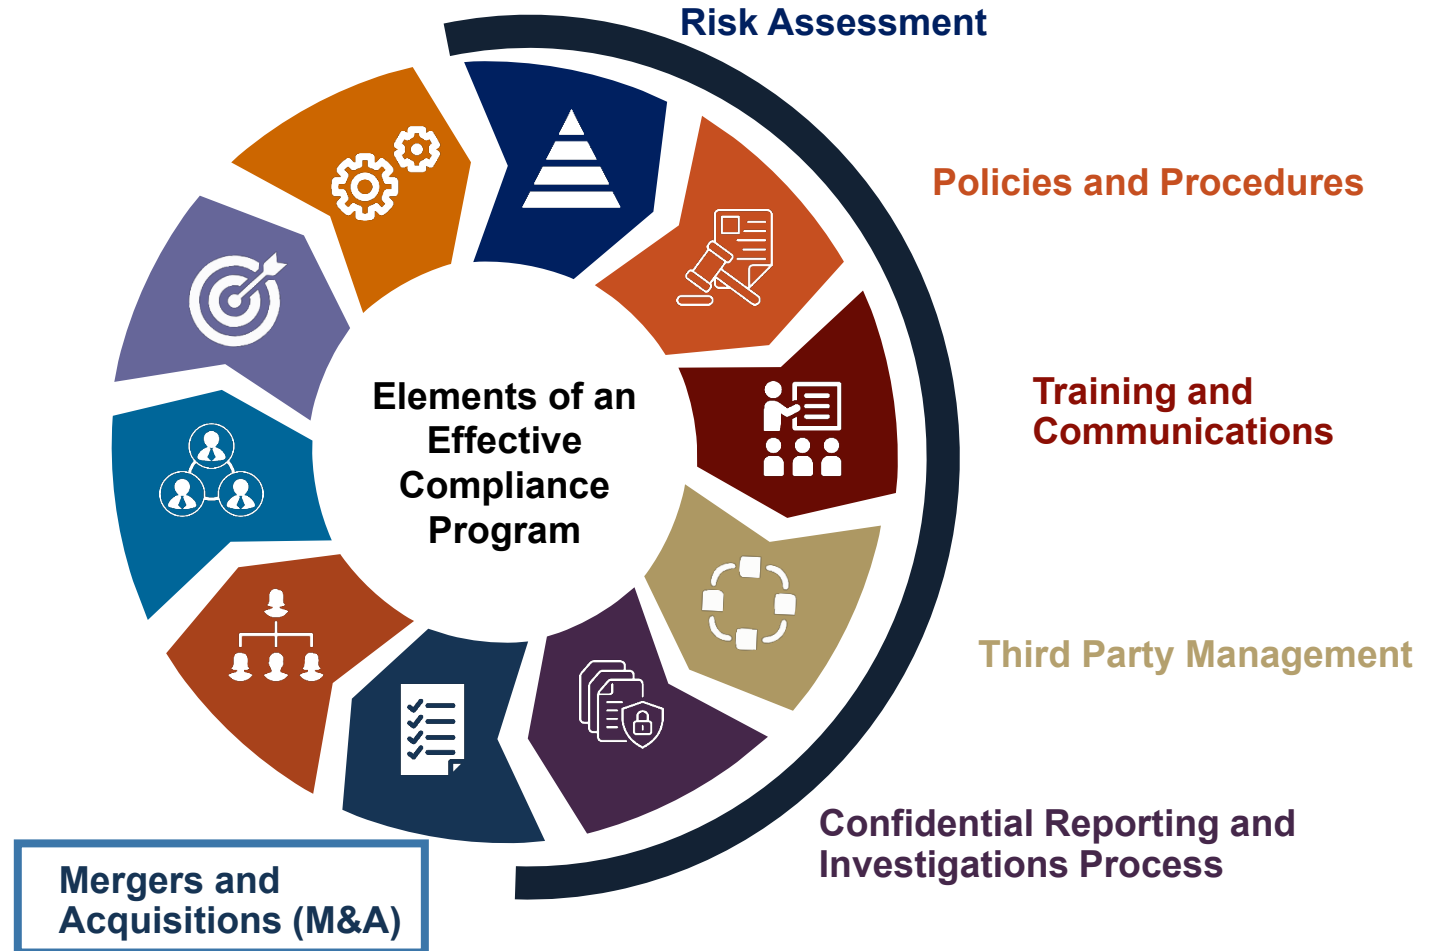 Risk Assessment
Policies and Procedures
Training and
Communications
Elements of an
Effective
Compliance
Program
Third Party Management
Confidential Reporting and
Investigations Process
Mergers and
Acquisitions (M&A)